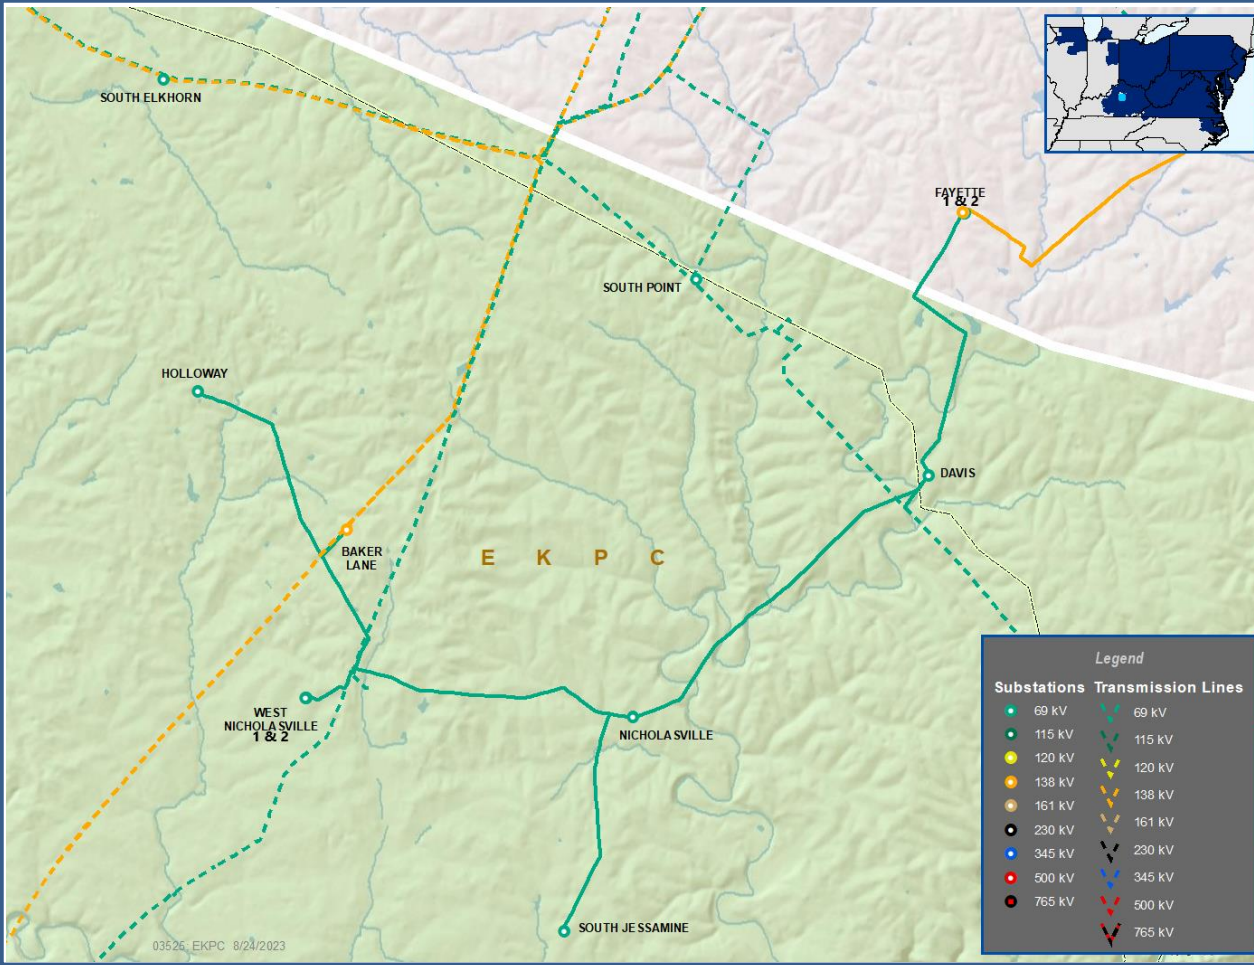 SOUTH ELKHORN
FAYETTE
1 & 2
SOUTH POINT
HOLLOWAY
DAVIS
BAKER
LANE
E K P C
WEST
NICHOLASVILLE
1 & 2
NICHOLASVILLE
SOUTH JESSAMINE
03525: EKPC 8/24/2023
Legend
Substations Transmission Lines
69 kV 69 kV
115 kV 115 kV
120 kV 120 kV
138 kV 138 kV
161 kV 161 kV
230 kV 230 kV
345 kV 345 kV
500 kV 500 kV
765 kV 765 kV